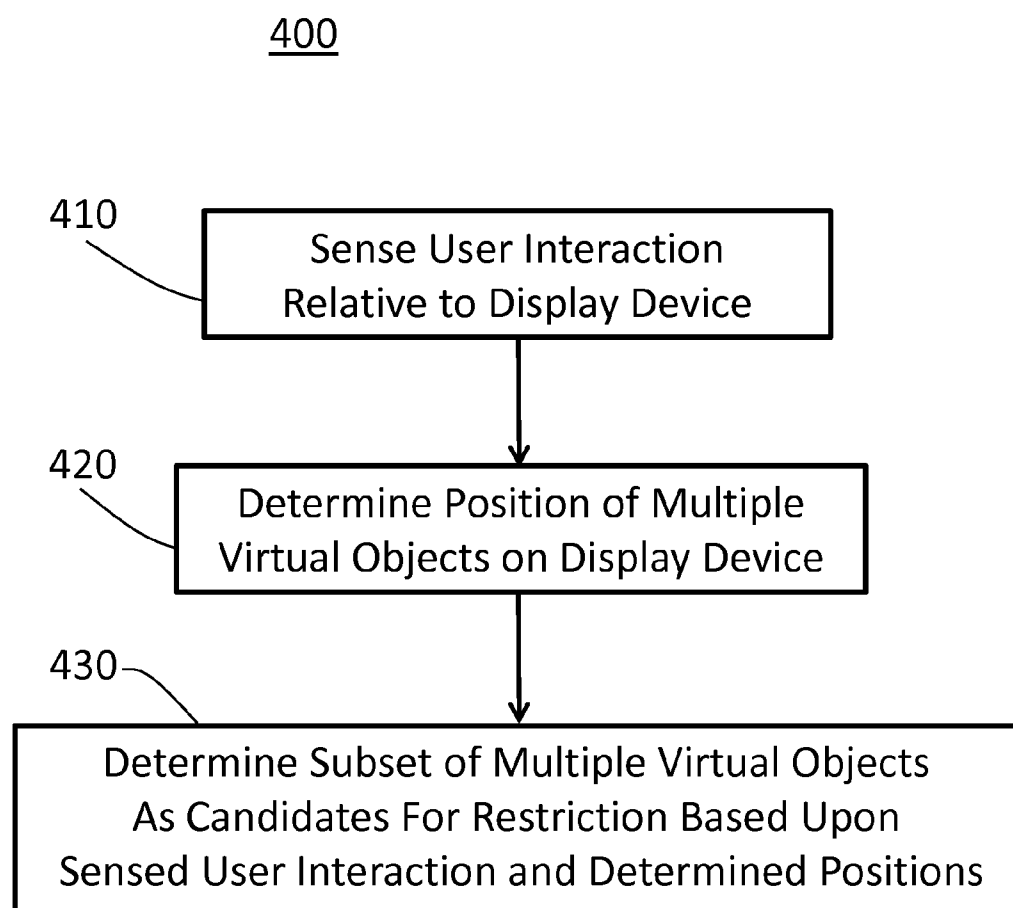 400
410
Sense User Interaction
Relative to Display Device
420
Determine Position of Multiple
Virtual Objects on Display Device
430
Determine Subset of Multiple Virtual Objects
As Candidates For Restriction Based Upon
Sensed User Interaction and Determined Positions